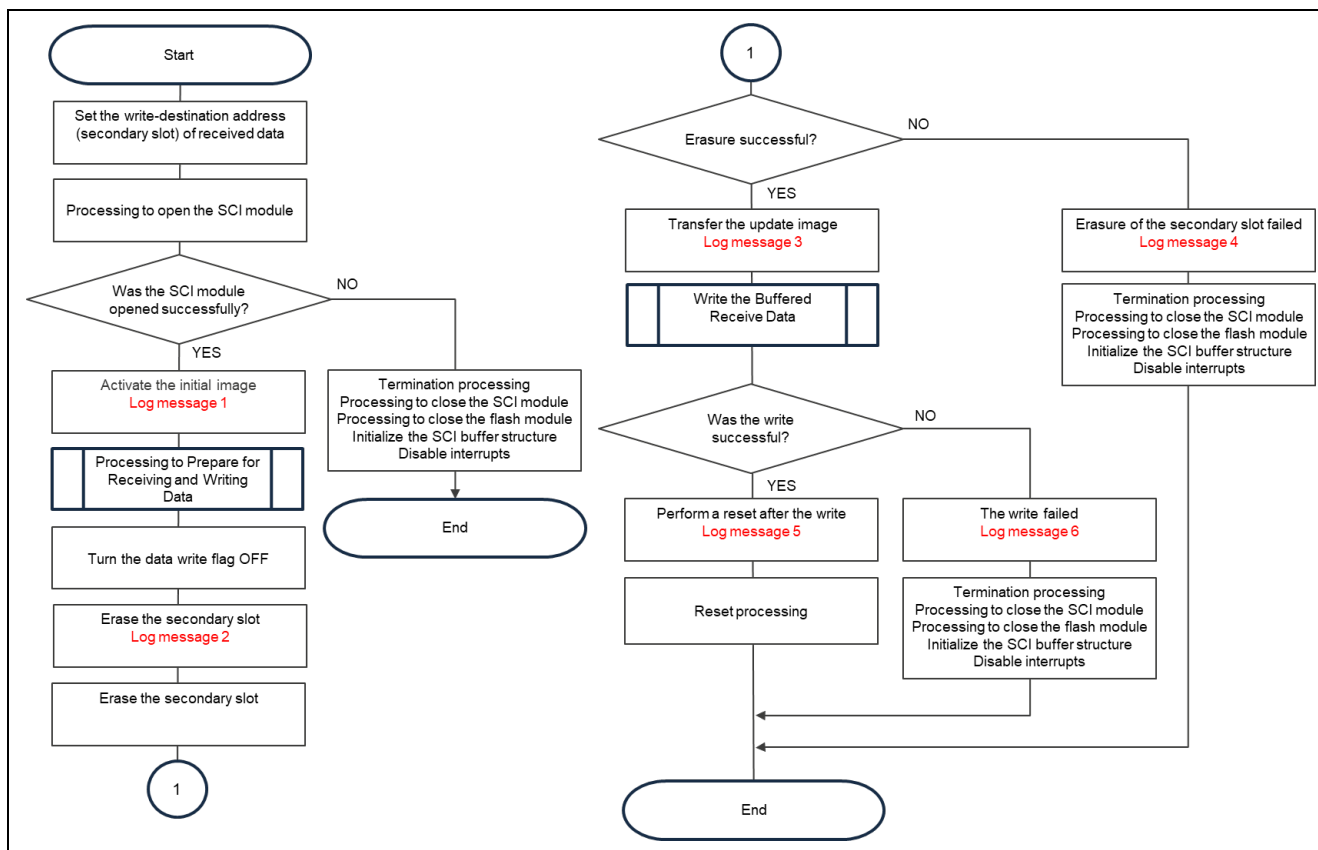 Start
Set the write-destination address
(secondary slot) of received data
Processing to open the SCI module
Was the SCI module
opened successfully?
NO
YES
Activate the initial image
Log message 1
Processing to Prepare for
Receiving and Writing
Data
Turn the data write flag OFF
Erase the secondary slot
Log message 2
Erase the secondary slot
1
Termination processing
Processing to close the SCI module
Processing to close the flash module
Initialize the SCI buffer structure
Disable interrupts
End
1
Erasure successful?
NO
YES
Transfer the update image
Log message 3
Write the Buffered
Receive Data
Was the write
successful?
NO
YES
Perform a reset after the write
Log message 5
Reset processing
The write failed
Log message 6
Termination processing
Processing to close the SCI module
Processing to close the flash module
Initialize the SCI buffer structure
Disable interrupts
Erasure of the secondary slot failed
Log message 4
Termination processing
Processing to close the SCI module
Processing to close the flash module
Initialize the SCI buffer structure
Disable interrupts
End